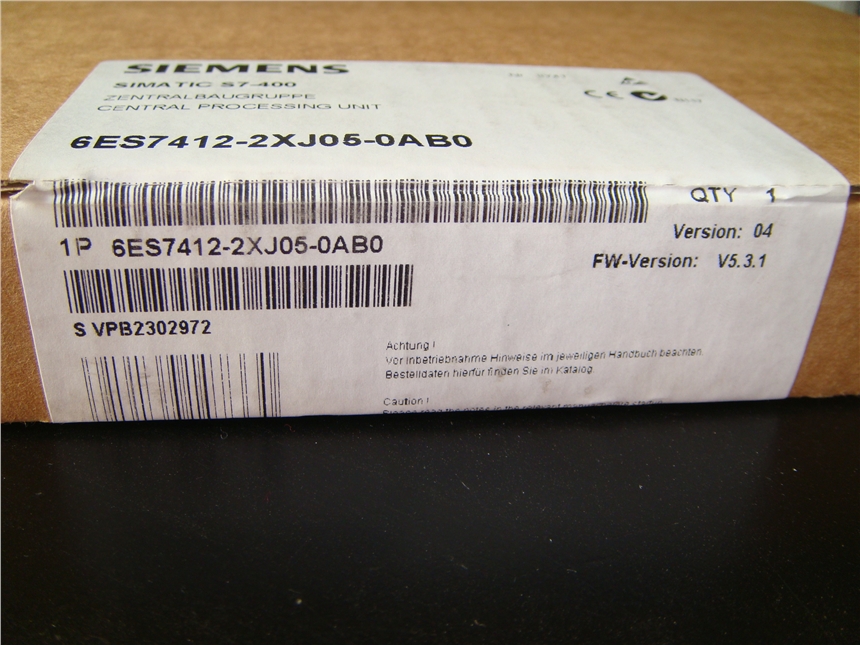 SIEMENS
SIMATIC S7-400
ZENTRALBAUGRUPPE
CENTRAL PROCESSING UNIT
CE
6ES7412-2XJ05-0AB0
QTY 1
1P 6ES7412-2XJ05-0AB0
Version: 04
FW-Version: V5.3.1
S VPB2302972
Achtung !
Vor Inbetriebnahme Hinweise im jeweiligen Handbuch beachten.
Bestelldaten hierfür finden Sie im Katalog.
Caution !